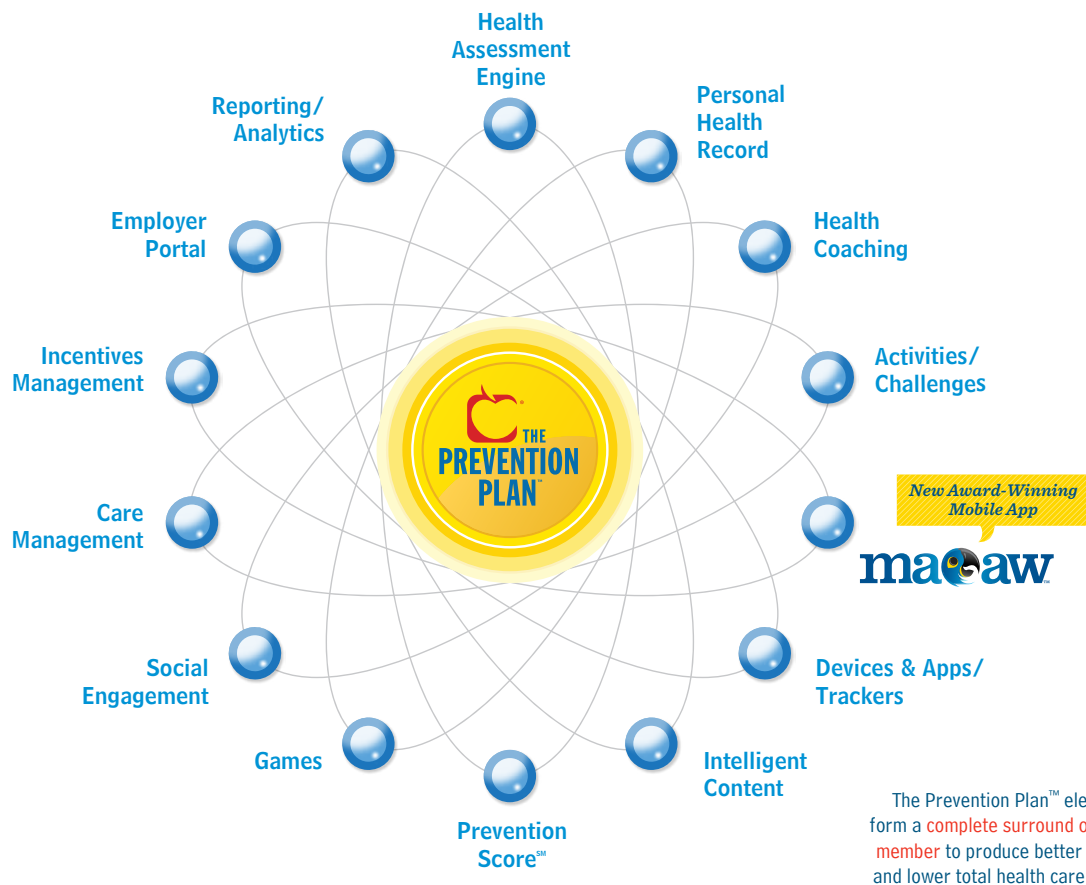 Health
Assessment
Engine
Personal
Health
Record
Health
Coaching
Activities/
Challenges
New Award-Winning
Mobile App
macaw™
Devices & Apps/
Trackers
Intelligent
Content
Prevention
Score℠
Games
Social
Engagement
Care
Management
Incentives
Management
Employer
Portal
Reporting/
Analytics
®
THE
PREVENTION
PLAN™
The Prevention Plan™ ele
form a complete surround o
member to produce better
and lower total health care